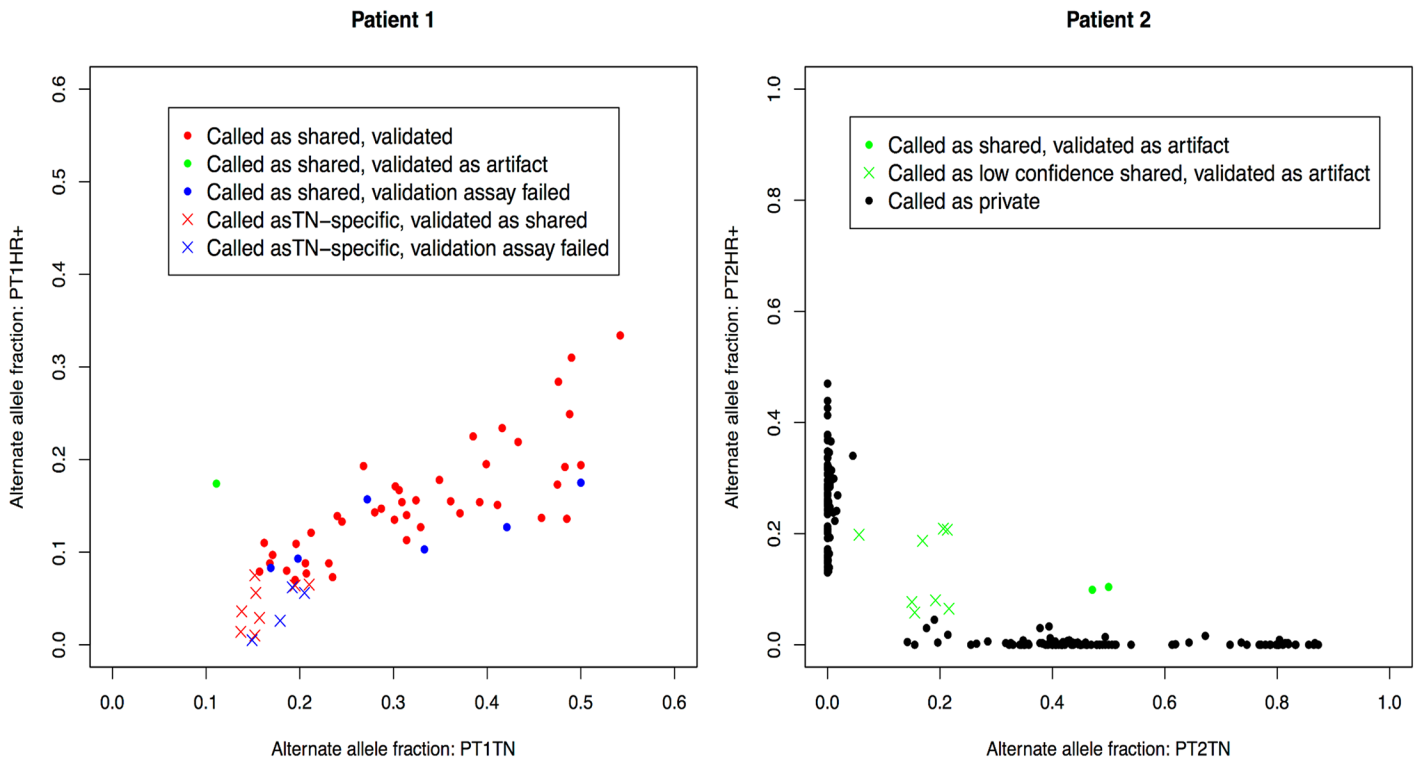 Patient 1
Called as shared, validated
Called as shared, validated as artifact
Called as shared, validation assay failed
Called asTN−specific, validated as shared
Called asTN−specific, validation assay failed
Alternate allele fraction: PT1HR+
0.6
0.5
0.4
0.3
0.2
0.1
0.0
0.0 0.1 0.2 0.3 0.4 0.5 0.6
Alternate allele fraction: PT1TN
Patient 2
Called as shared, validated as artifact
Called as low confidence shared, validated as artifact
Called as private
Alternate allele fraction: PT2HR+
1.0
0.8
0.6
0.4
0.2
0.0
0.0 0.2 0.4 0.6 0.8 1.0
Alternate allele fraction: PT2TN